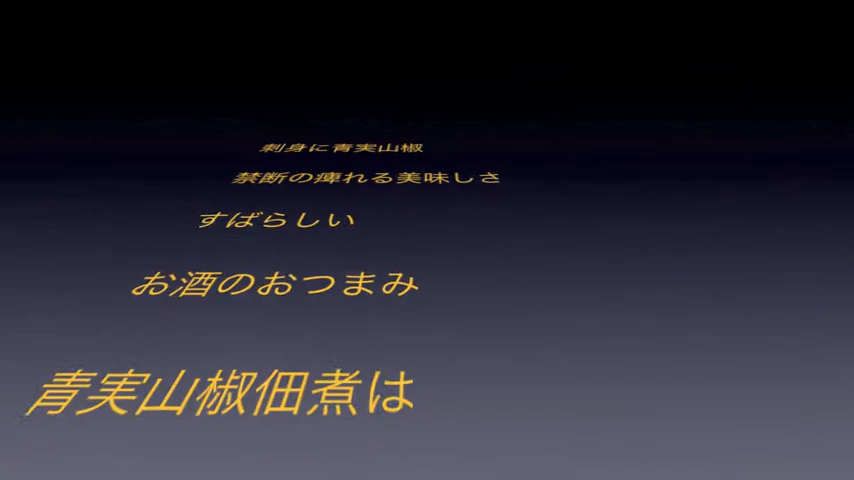 刺身に青実山椒
禁断の痺れる美味しさ
すばらしい
お酒のおつまみ
青実山椒佃煮は